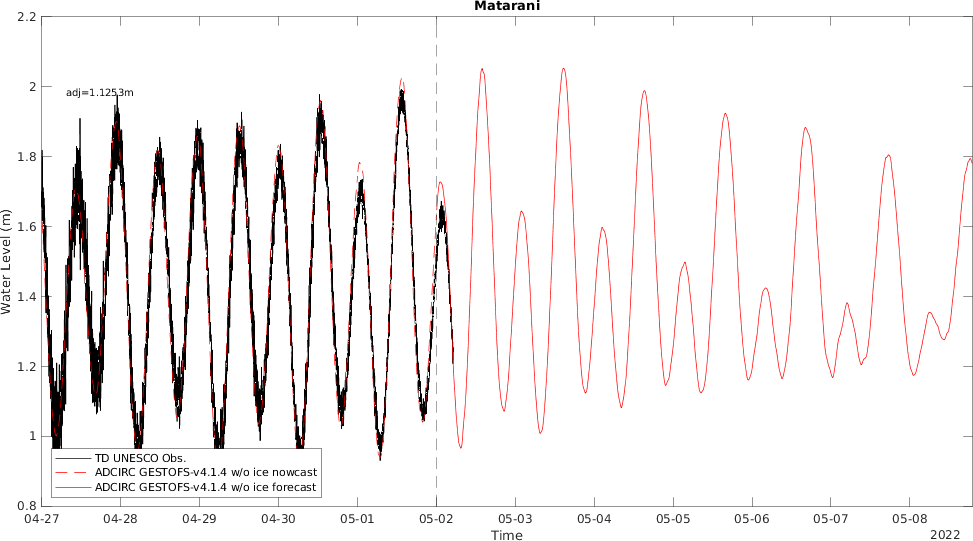 Matarani
2.2
2
1.8
1.6
1.4
1.2
1
0.8
Water Level (m)
adj=1.1253m
TD UNESCO Obs.
ADCIRC GESTOFS-v4.1.4 w/o ice nowcast
ADCIRC GESTOFS-v4.1.4 w/o ice forecast
04-27 04-28 04-29 04-30 05-01 05-02 05-03 05-04 05-05 05-06 05-07 05-08
Time
2022